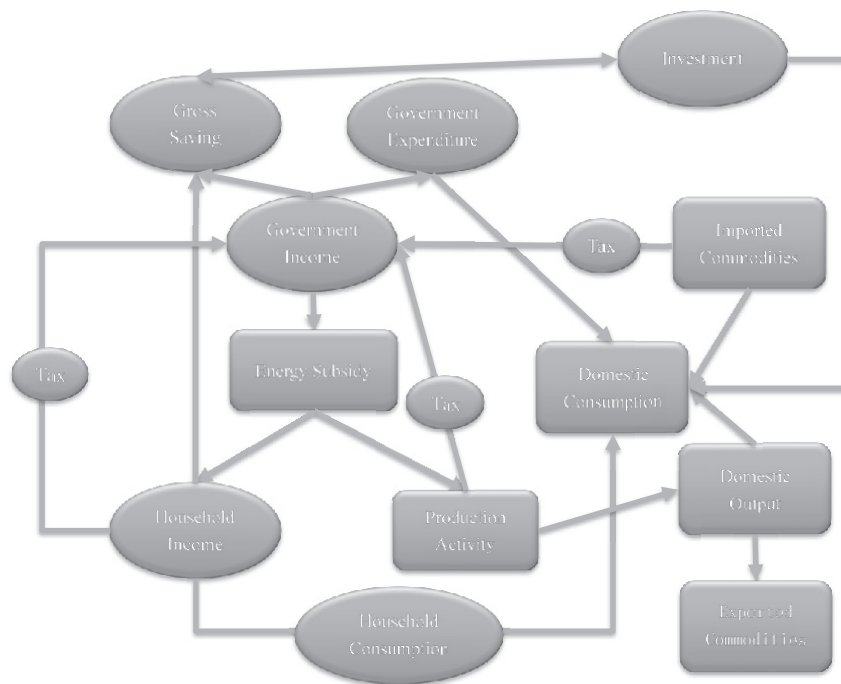 Investment
Gross
Saving
Government
Expenditure
Government
Income
Tax
Imported
Commodities
Tax
Energy Subsidy
Tax
Domestic
Consumption
Household
Income
Production
Activity
Domestic
Output
Household
Consumption
Exported
Commodities